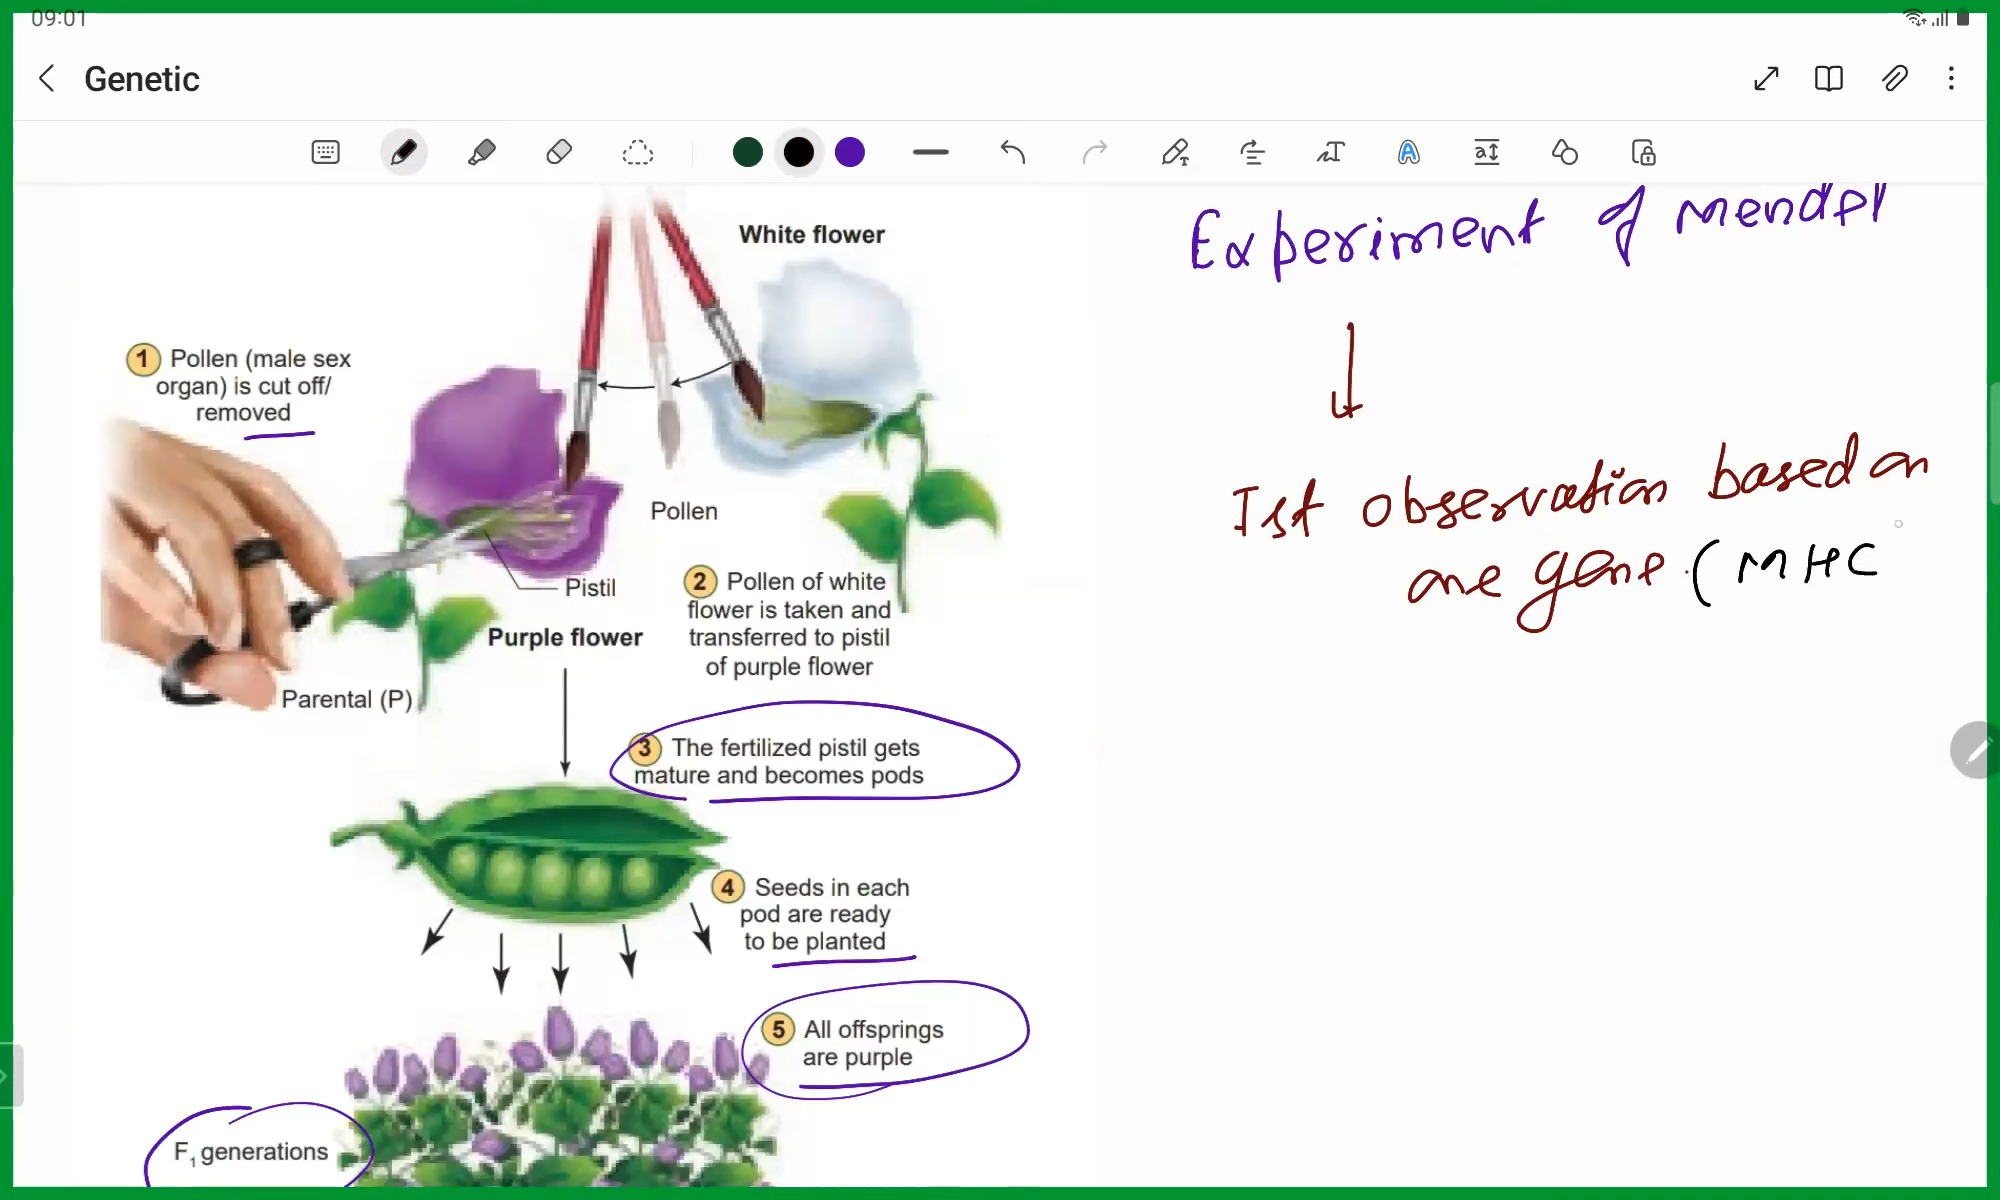 09:01
Genetic
White flower
1 Pollen (male sex
organ) is cut off/
removed
Pollen
Pistil
Purple flower
Parental (P)
2 Pollen of white
flower is taken and
transferred to pistil
of purple flower
3 The fertilized pistil gets
mature and becomes pods
4 Seeds in each
pod are ready
to be planted
5 All offsprings
are purple
F1 generations
Experiment of Mendel
Ist observation based on
one gene. (MHC